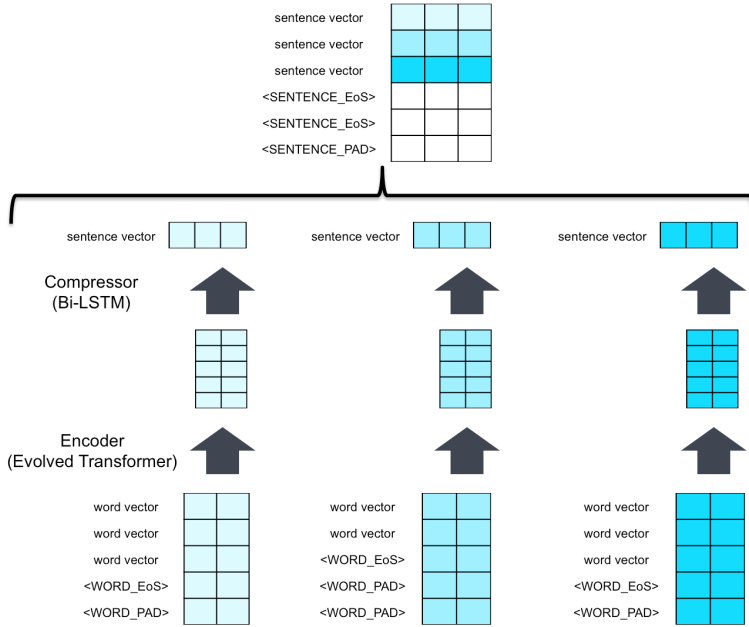 sentence vector
sentence vector
sentence vector
<SENTENCE_EoS>
<SENTENCE_EoS>
<SENTENCE_PAD>
sentence vector
sentence vector
sentence vector
Compressor
(Bi-LSTM)
Encoder
(Evolved Transformer)
word vector
word vector
word vector
<WORD_EoS>
<WORD_PAD>
word vector
word vector
<WORD_EoS>
<WORD_PAD>
<WORD_PAD>
word vector
word vector
word vector
<WORD_EoS>
<WORD_PAD>